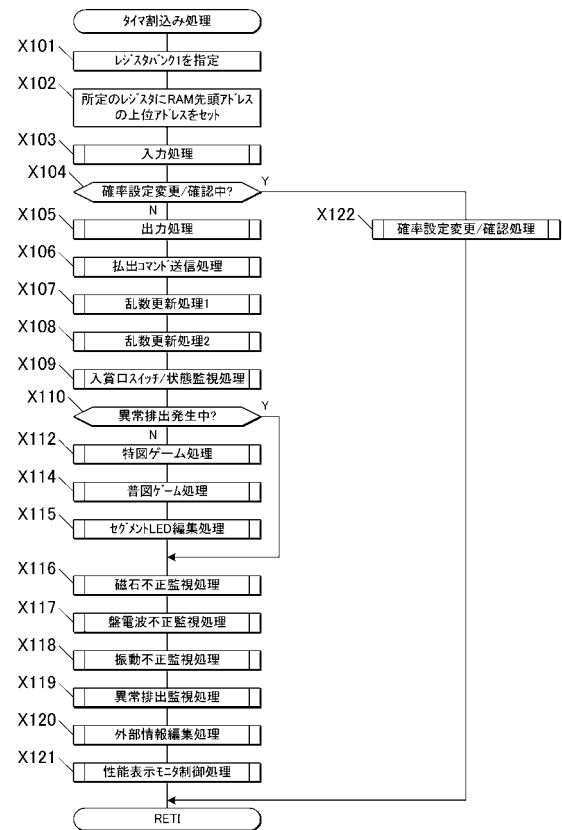 タイマ割込み処理
X101
レジスタバンク1を指定
X102
所定のレジスタにRAM先頭アドレス
の上位アドレスをセット
X103
入力処理
X104
確率設定変更/確認中?
Y
N
X105
出力処理
X122
確率設定変更/確認処理
X106
払出コマンド送信処理
X107
乱数更新処理1
X108
乱数更新処理2
X109
入賞口スイッチ/状態監視処理
X110
異常排出発生中?
Y
N
X112
特図ゲーム処理
X114
普図ゲーム処理
X115
セグメントLED編集処理
X116
磁石不正監視処理
X117
盤電波不正監視処理
X118
振動不正監視処理
X119
異常排出監視処理
X120
外部情報編集処理
X121
性能表示モニタ制御処理
RETI